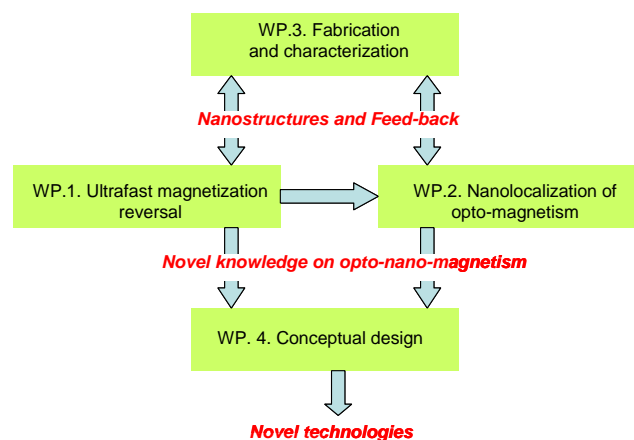 WP.3. Fabrication
and characterization
Nanostructures and Feed-back
WP.1. Ultrafast magnetization
reversal
WP.2. Nanolocalization of
opto-magnetism
Novel knowledge on opto-nano-magnetism
WP. 4. Conceptual design
Novel technologies